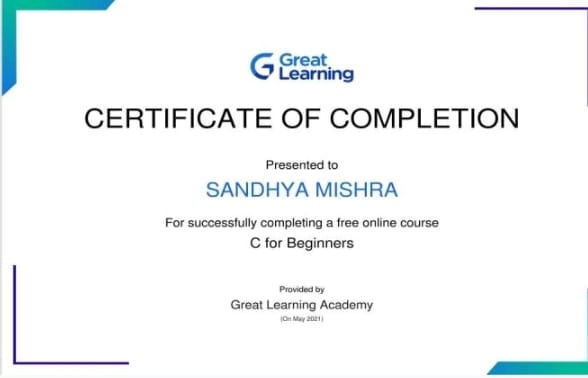 Great
Learning
CERTIFICATE OF COMPLETION
Presented to
SANDHYA MISHRA
For successfully completing a free online course
C for Beginners
Provided by
Great Learning Academy
(On May 2021)